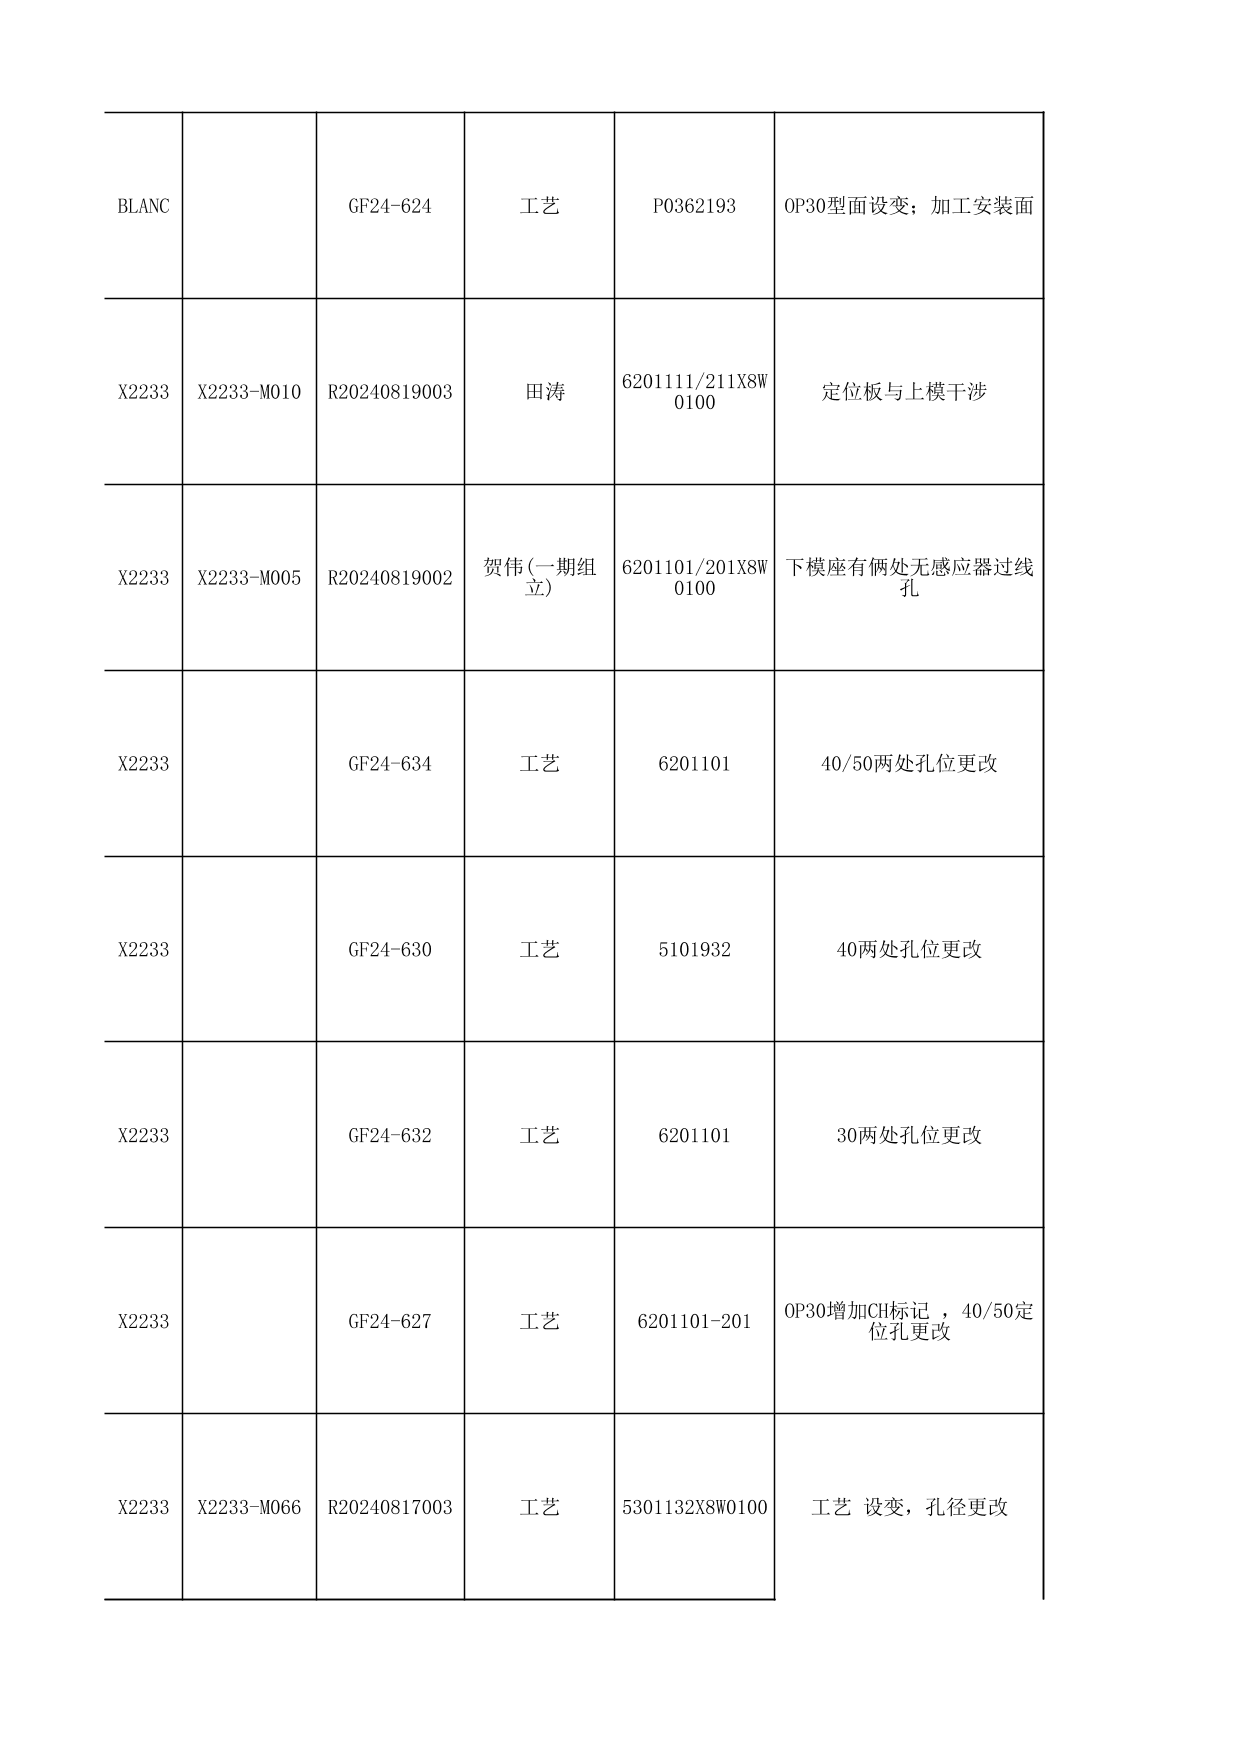 BLANC GF24-624 工艺 P0362193 OP30型面设变；加工安装面
X2233 X2233-M010 R20240819003 田涛 6201111/211X8W
0100 定位板与上模干涉
X2233 X2233-M005 R20240819002 贺伟(一期组
立) 6201101/201X8W
0100 下模座有俩处无感应器过线
孔
X2233 GF24-634 工艺 6201101 40/50两处孔位更改
X2233 GF24-630 工艺 5101932 40两处孔位更改
X2233 GF24-632 工艺 6201101 30两处孔位更改
X2233 GF24-627 工艺 6201101-201 OP30增加CH标记 ，40/50定
位孔更改
X2233 X2233-M066 R20240817003 工艺 5301132X8W0100 工艺 设变，孔径更改